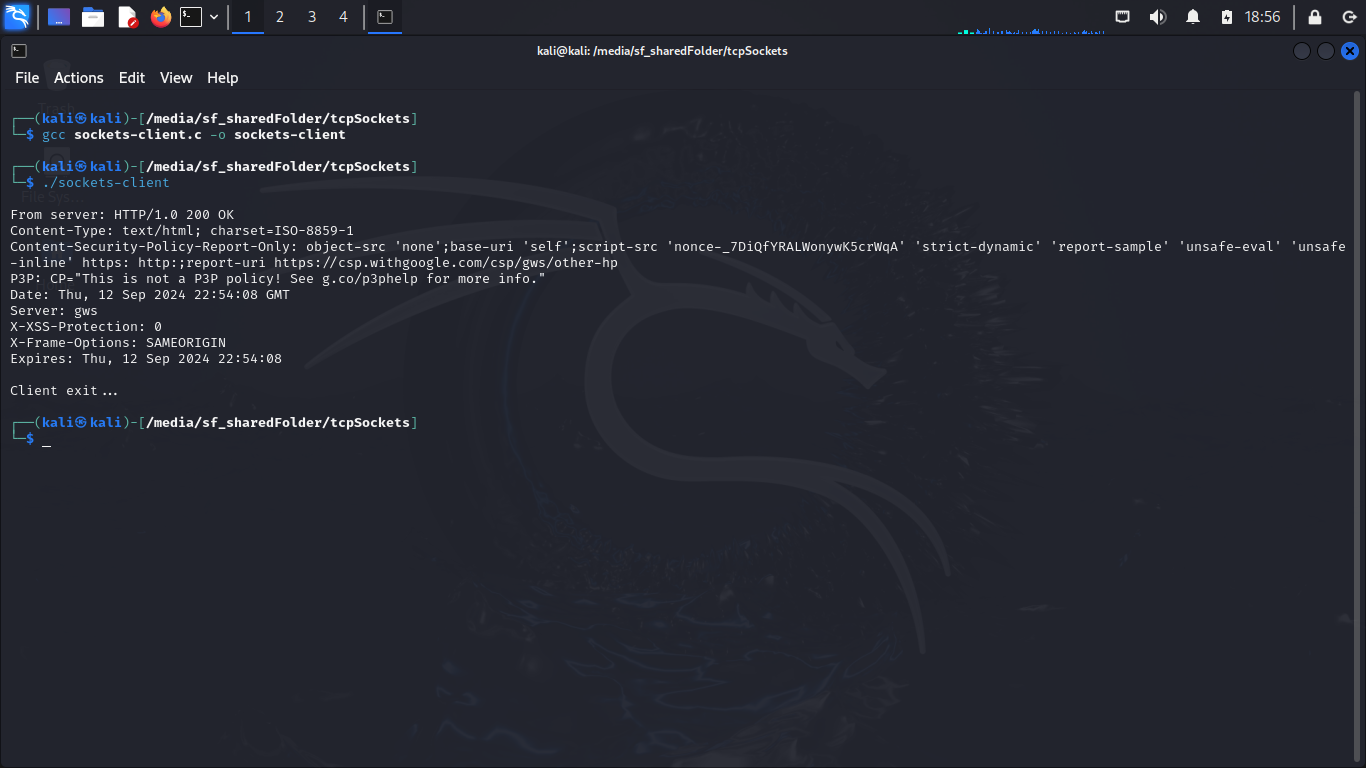 1 2 3 4 18:56
kali@kali: /media/sf_sharedFolder/tcpSockets
File Actions Edit View Help
Trash
┌──(kali㉿kali)-[/media/sf_sharedFolder/tcpSockets]
└─$ gcc sockets-client.c -o sockets-client
┌──(kali㉿kali)-[/media/sf_sharedFolder/tcpSockets]
└─$ ./sockets-client
File Sys...
From server: HTTP/1.0 200 OK
Content-Type: text/html; charset=ISO-8859-1
Content-Security-Policy-Report-Only: object-src 'none';base-uri 'self';script-src 'nonce-_7DiQfYRALWonywK5crWqA' 'strict-dynamic' 'report-sample' 'unsafe-eval' 'unsafe
-inline' https: http:;report-uri https://csp.withgoogle.com/csp/gws/other-hp
P3P: CP="This is not a P3P policy! See g.co/p3phelp for more info."
Date: Thu, 12 Sep 2024 22:54:08 GMT
Server: gws
X-XSS-Protection: 0
X-Frame-Options: SAMEORIGIN
Expires: Thu, 12 Sep 2024 22:54:08
Client exit...
┌──(kali㉿kali)-[/media/sf_sharedFolder/tcpSockets]
└─$ _